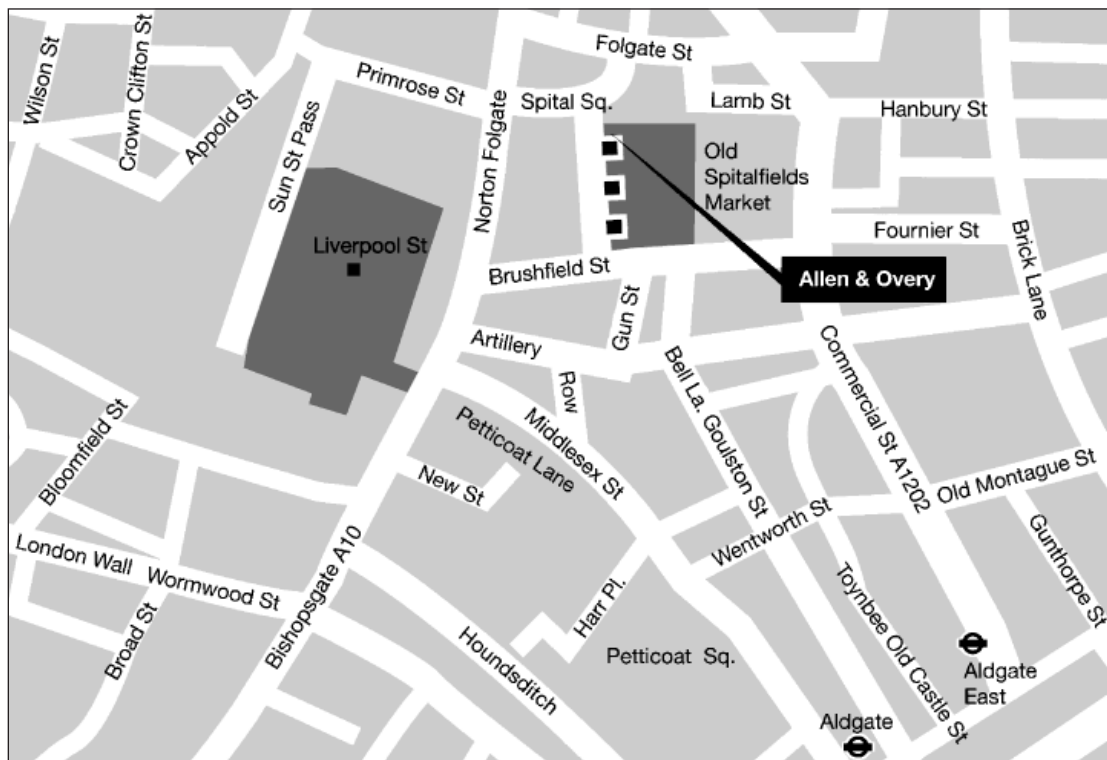 Wilson St
Crown Clifton St
Appold St
Sun St Pass
Primrose St
Norton Folgate
Folgate St
Spital Sq.
Lamb St
Hanbury St
Old
Spitalfields
Market
Liverpool St
Fournier St
Brick Lane
Brushfield St
Allen & Overy
Gun St
Artillery
Row
Bell La. Goulston St
Commercial St A1202
Middlesex St
Petticoat Lane
New St
Bloomfield St
Old Montague St
Wentworth St
Gunthorpe St
London Wall
Wormwood St
Broad St
Bishopsgate A10
Houndsditch
Harr Pl.
Petticoat Sq.
Toynbee Old Castle St
Aldgate
East
Aldgate